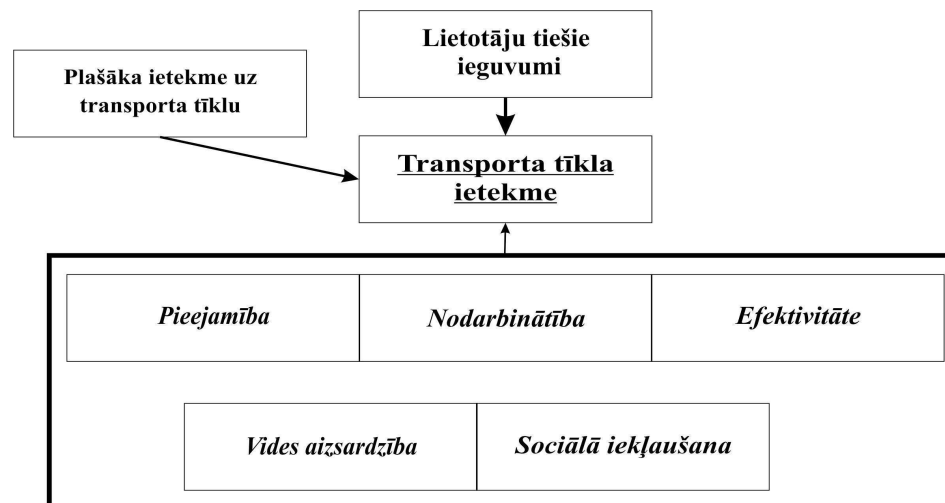 Lietotāju tiešie
ieguvumi
Plašāka ietekme uz
transporta tīklu
Transporta tīkla
ietekme
Pieejamība
Nodarbinātība
Efektivitāte
Vides aizsardzība
Sociālā iekļaušana